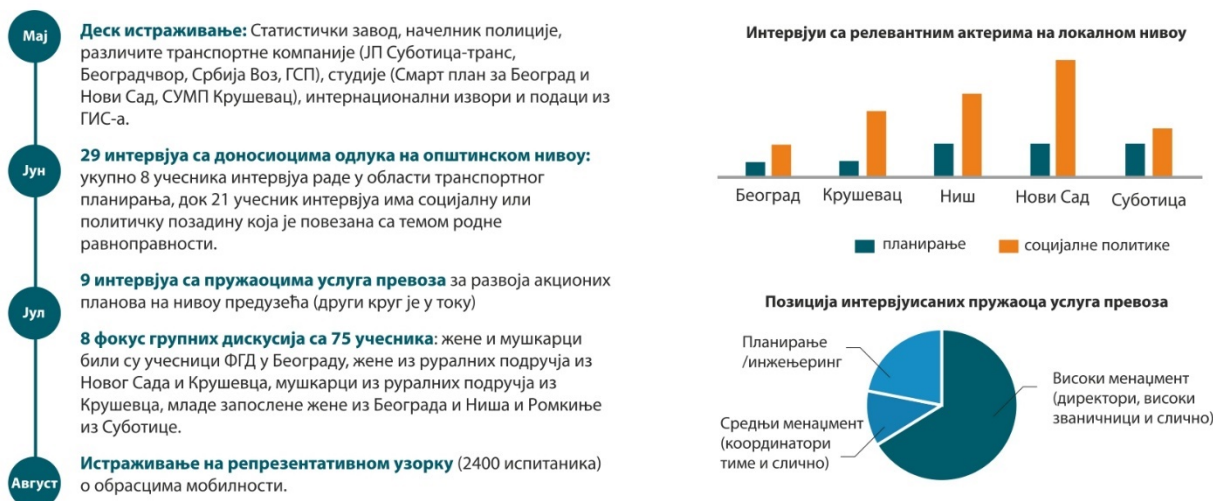 Мај
Деск истраживање: Статистички завод, начелник полиције,
различите транспортне компаније (ЈП Суботица-транс,
Београдчвор, Србија Воз, ГСП), студије (Смарт план за Београд и
Нови Сад, СУМП Крушевац), интернационални извори и подаци из
ГИС-а.
Јун
29 интервјуа са доносиоцима одлука на општинском нивоу:
укупно 8 учесника интервјуа раде у области транспортног
планирања, док 21 учесник интервјуа има социјалну или
политичку позадину која је повезана са темом родне
равноправности.
Јул
9 интервјуа са пружаоцима услуга превоза за развоја акционих
планова на нивоу предузећа (други круг је у току)
8 фокус групних дискусија са 75 учесника: жене и мушкарци
били су учесници ФГД у Београду, жене из руралних подручја из
Новог Сада и Крушевца, мушкарци из руралних подручја из
Крушевца, младе запослене жене из Београда и Ниша и Ромкиње
из Суботице.
Август
Истраживање на репрезентативном узорку (2400 испитаника)
о обрасцима мобилности.
Интервјуи са релевантним актерима на локалном нивоу
Београд
Крушевац
Ниш
Нови Сад
Суботица
планирање
социјалне политике
Позиција интервјуисаних пружаоца услуга превоза
Планирање
/инжењеринг
Средњи менаџмент
(координатори
тиме и слично)
Високи менаџмент
(директори, високи
званичници и слично)